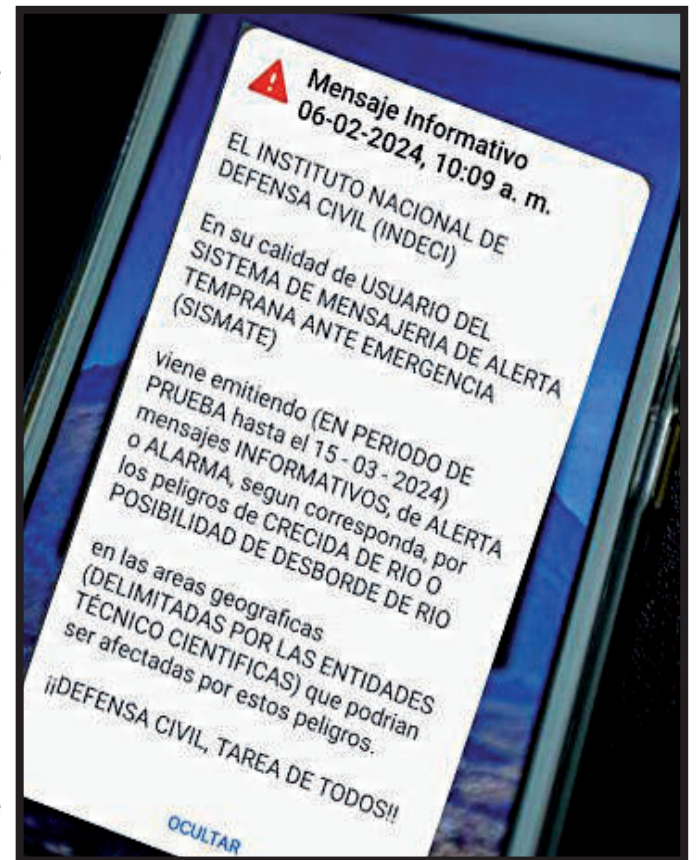 Mensaje Informativo
06-02-2024, 10:09 a. m.
EL INSTITUTO NACIONAL DE
DEFENSA CIVIL (INDECI)
En su calidad de USUARIO DEL
SISTEMA DE MENSAJERIA DE ALERTA
TEMPRANA ANTE EMERGENCIA
(SISMATE)
viene emitiendo (EN PERIODO DE
PRUEBA hasta el 15 - 03 - 2024)
mensajes INFORMATIVOS, de ALERTA
o ALARMA, segun corresponda, por
los peligros de CRECIDA DE RIO O
POSIBILIDAD DE DESBORDE DE RIO
en las areas geograficas
(DELIMITADAS POR LAS ENTIDADES
TÉCNICO CIENTIFICAS) que podrian
ser afectadas por estos peligros.
¡¡DEFENSA CIVIL, TAREA DE TODOS!!
OCULTAR